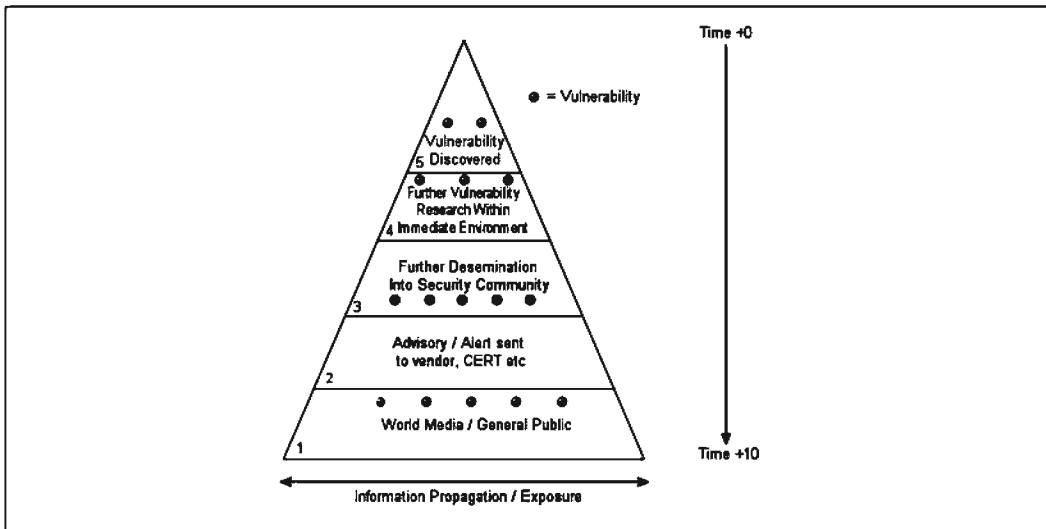 Time +0
= Vulnerability
Vulnerability
5 Discovered
Further Vulnerability
Research Within
4 Immediate Environment
Further Desemination
Into Security Community
3
Advisory / Alert sent
to vendor, CERT etc
2
World Media / General Public
1
Time +10
Information Propagation / Exposure